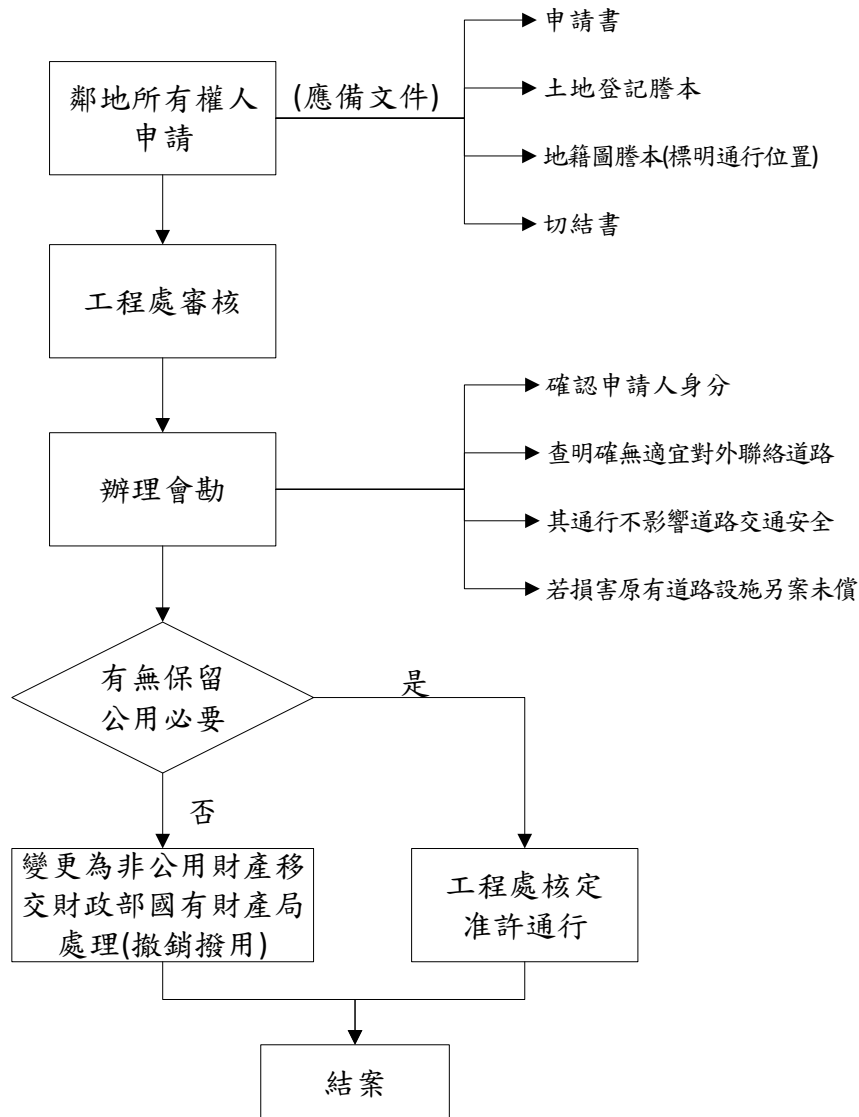 申請書
鄰地所有權人
申請
(應備文件)
土地登記謄本
地籍圖謄本(標明通行位置)
切結書
工程處審核
確認申請人身分
辦理會勘
查明確無適宜對外聯絡道路
其通行不影響道路交通安全
若損害原有道路設施另案未償
有無保留
公用必要
是
否
變更為非公用財產移
交財政部國有財產局
處理(撤銷撥用)
工程處核定
准許通行
結案